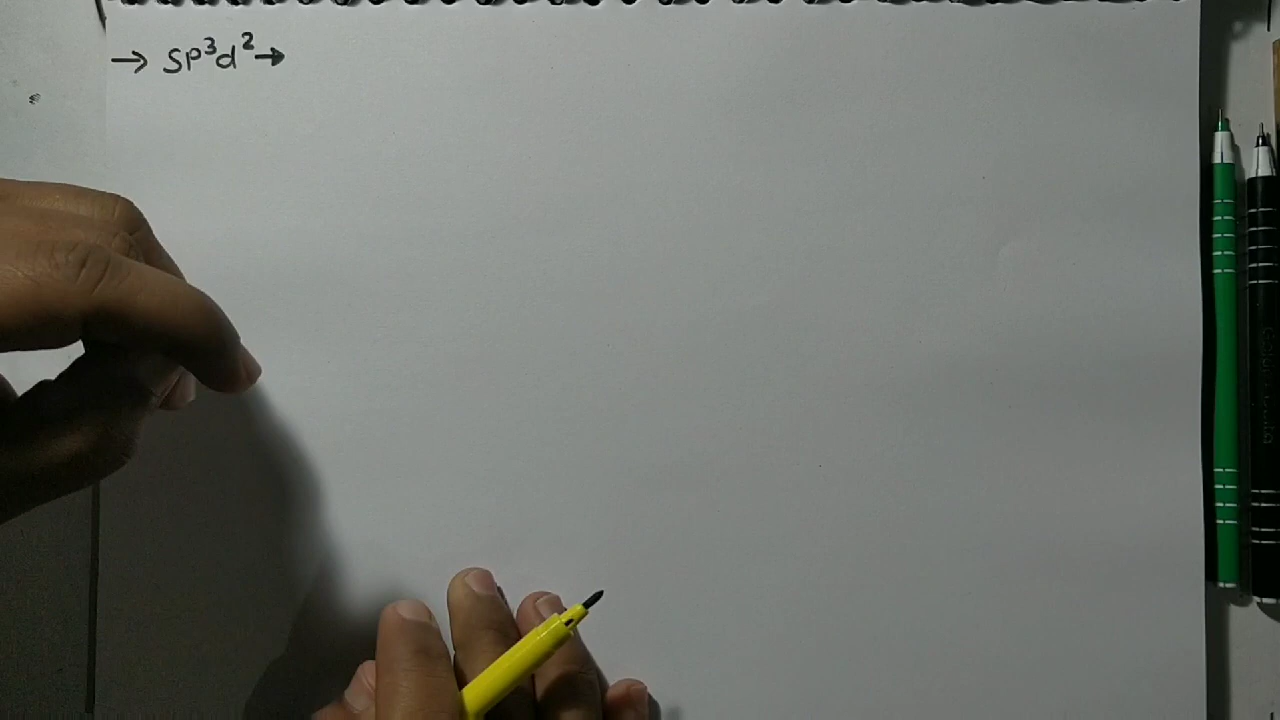 → SP³d² →